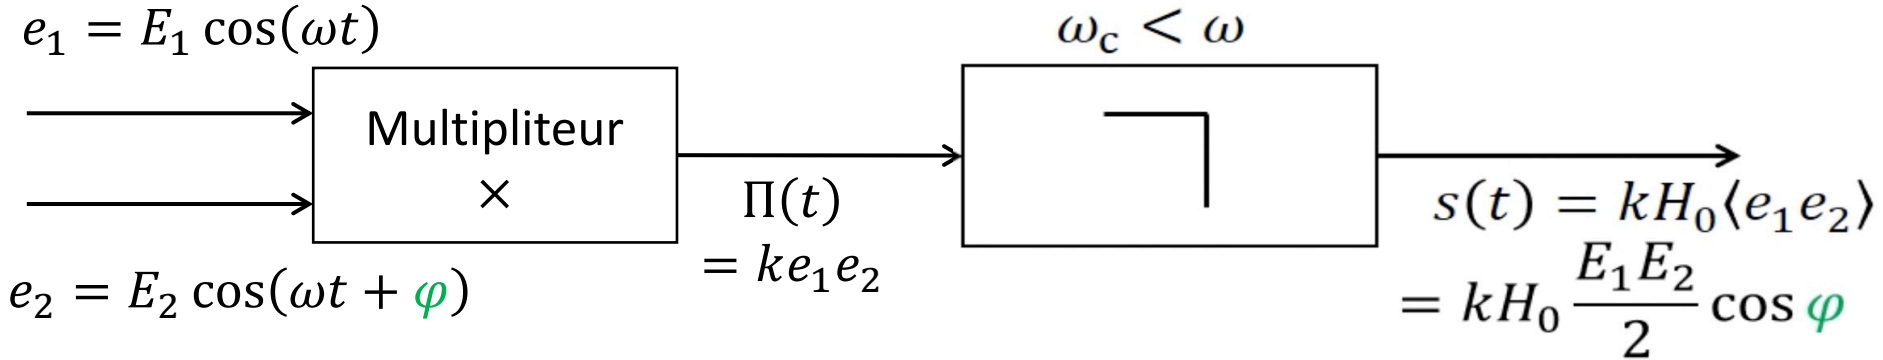 e₁ = E₁ cos(ωt)
ω_c < ω
Multipliteur
×
Π(t)
= ke₁e₂
s(t) = kH₀⟨e₁e₂⟩
e₂ = E₂ cos(ωt + φ)
= kH₀ E₁E₂/2 cos φ